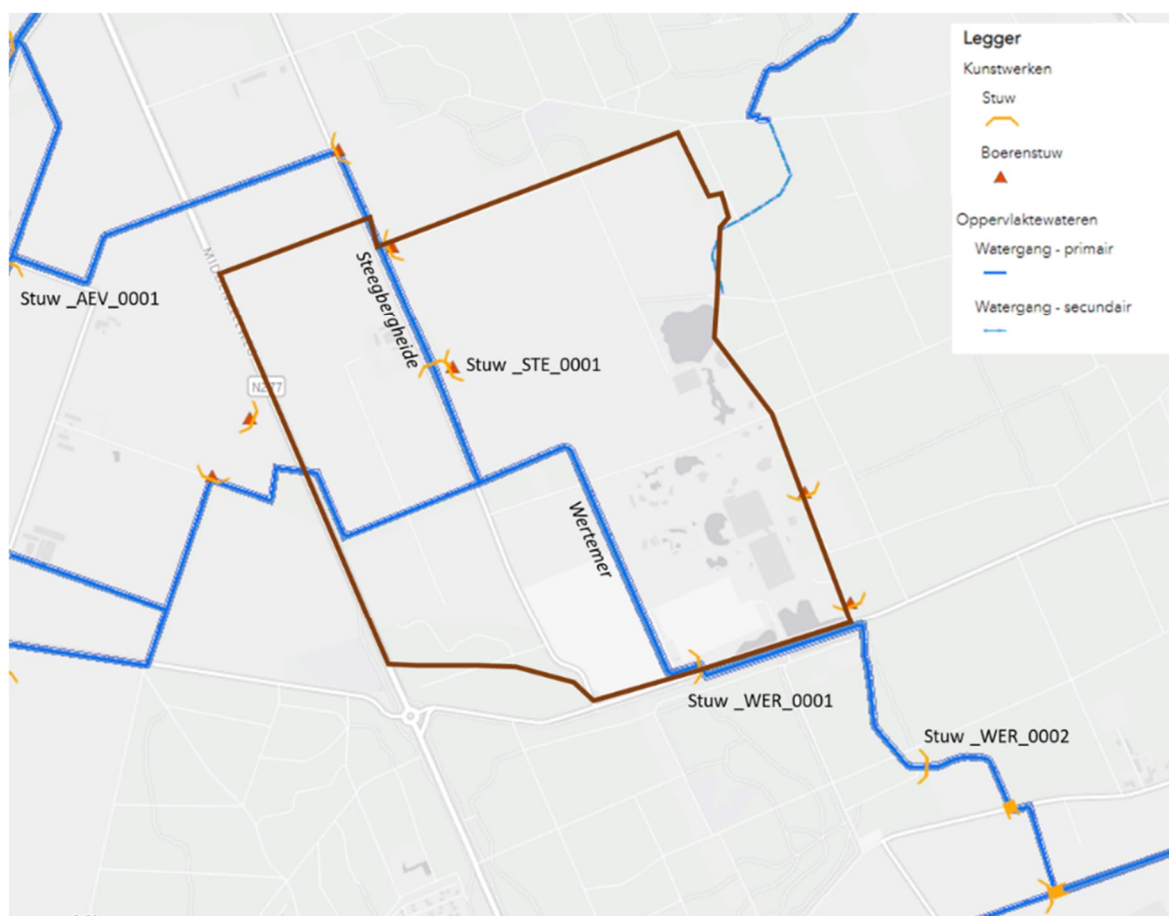 Legger
Kunstwerken
Stuw
Boerenstuw
Oppervlaktewateren
Watergang - primair
Watergang - secundair
Stuw _AEV_0001
Steegbergheide
Stuw _STE_0001
N277
Wertemer
Stuw _WER_0001
Stuw _WER_0002